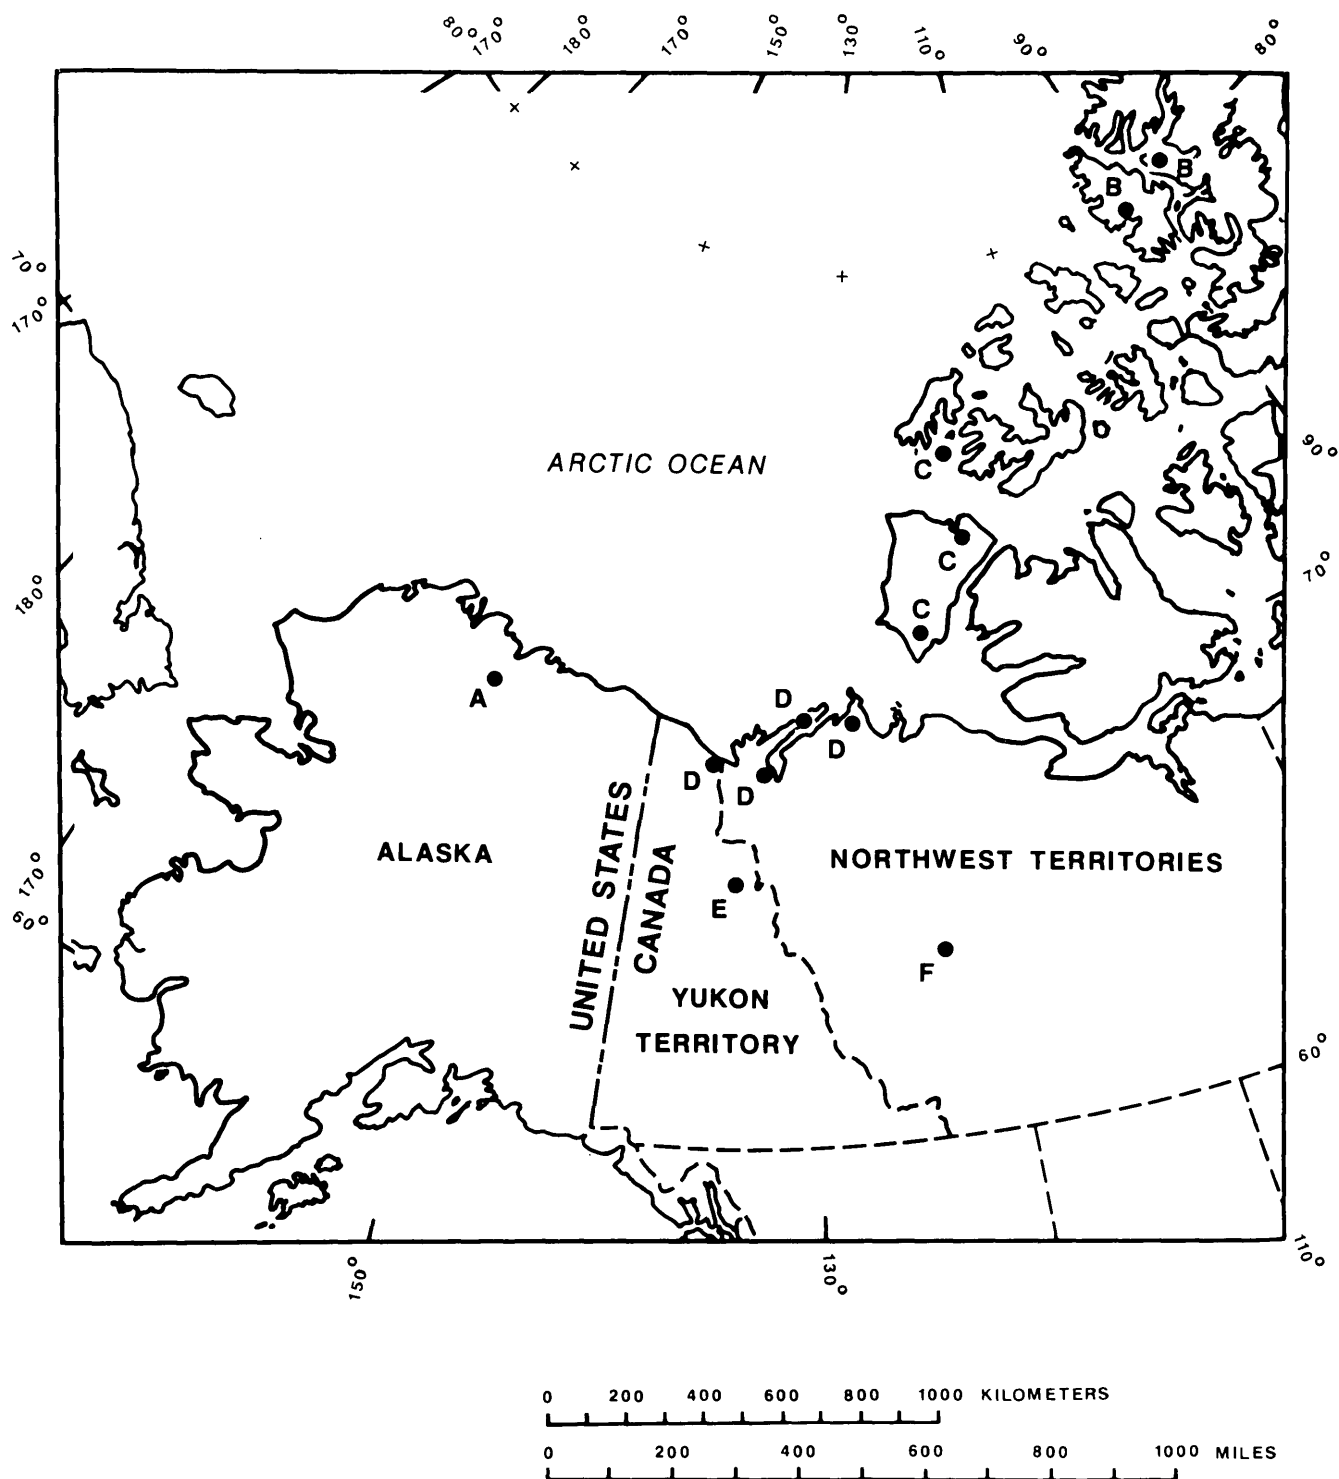 80° 170° 180° 170° 150° 130° 110° 90° 80°
B
B
70°
170°
90°
ARCTIC OCEAN
C
C
70°
180°
C
A
D
D
D
D
UNITED STATES
CANADA
ALASKA
NORTHWEST TERRITORIES
170°
E
60°
F
YUKON
TERRITORY
60°
150°
130°
110°
0 200 400 600 800 1000 KILOMETERS
0 200 400 600 800 1000 MILES